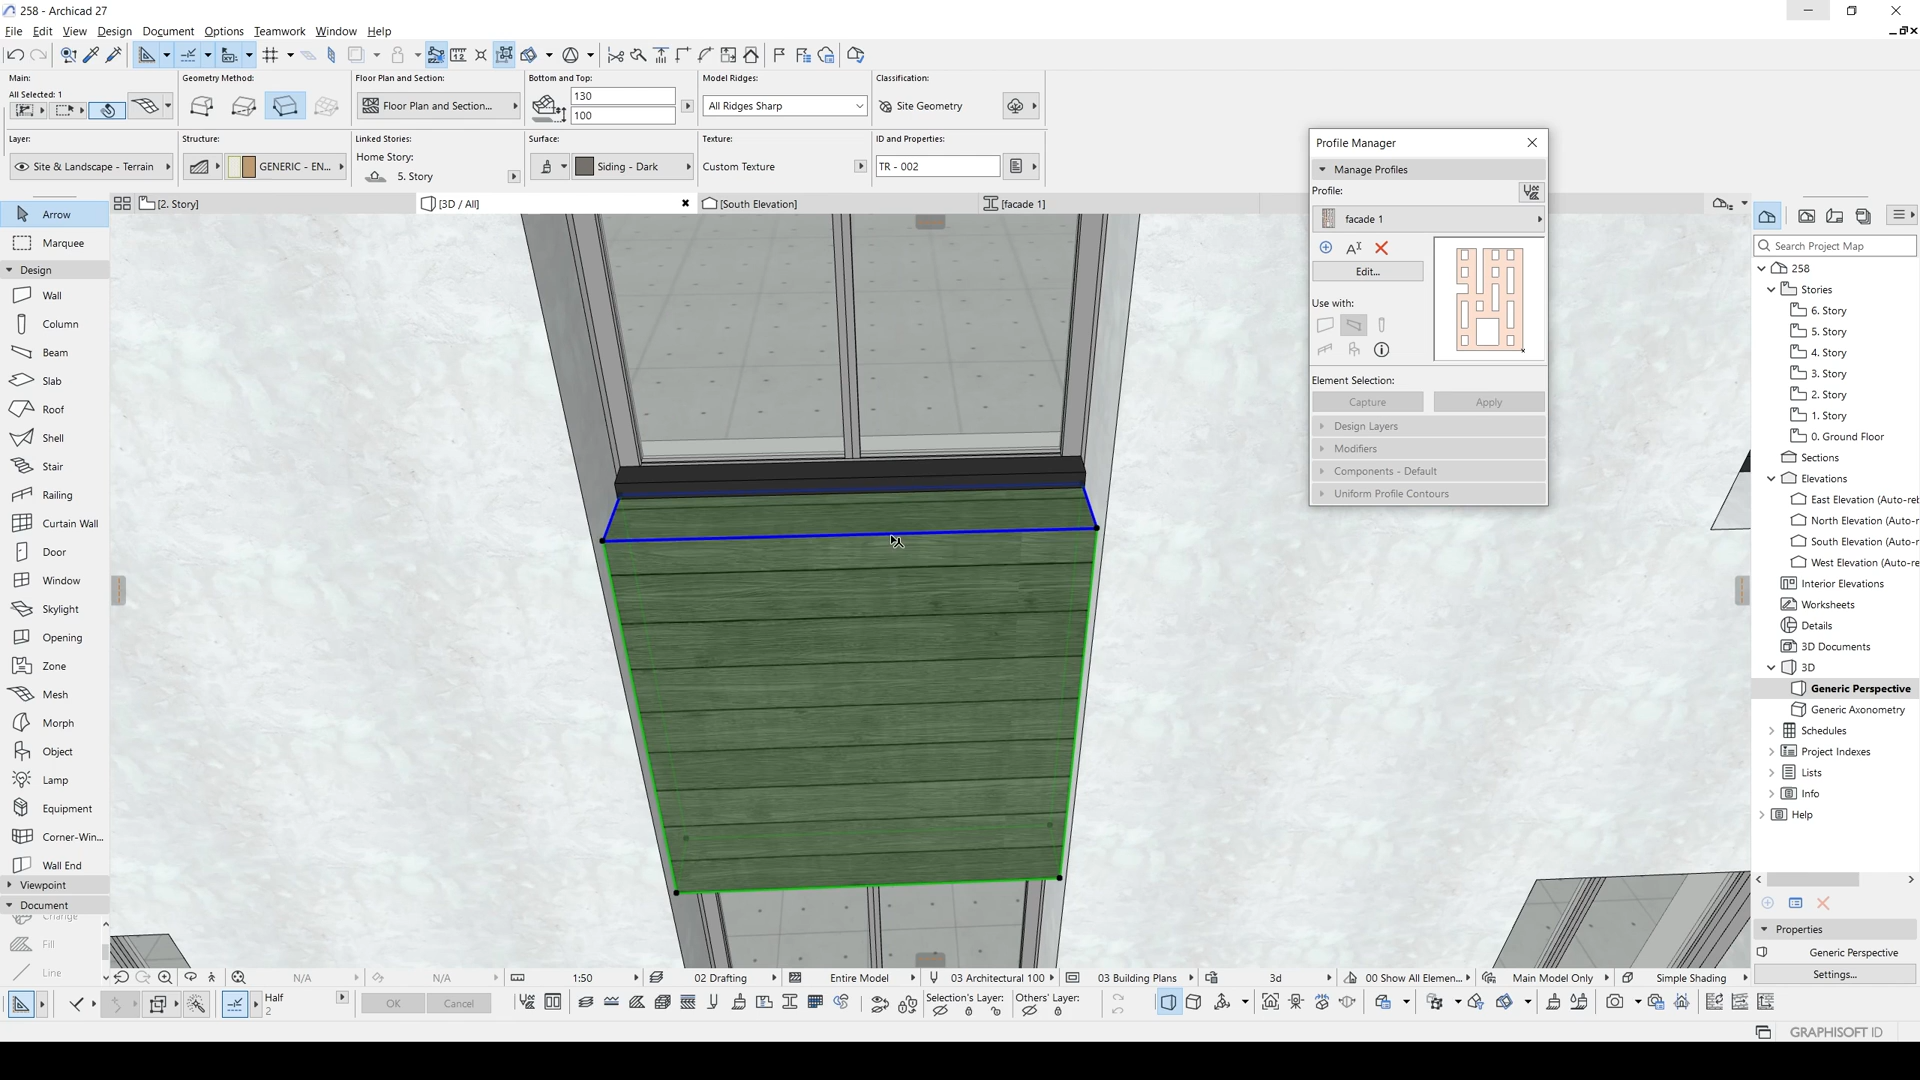 258 - Archicad 27
File Edit View Design Document Options Teamwork Window Help
Main: Geometry Method: Floor Plan and Section: Bottom and Top: Model Ridges: Classification:
All Selected: 1
Floor Plan and Section... 130 100 All Ridges Sharp Site Geometry
Layer: Structure: Linked Stories: Surface: Texture: ID and Properties:
Home Story:
Site & Landscape - Terrain GENERIC - EN... 5. Story Siding - Dark Custom Texture TR - 002
[2. Story] [3D / All] [South Elevation] [facade 1]
Arrow
Marquee
Design
Wall
Column
Beam
Slab
Roof
Shell
Stair
Railing
Curtain Wall
Door
Window
Skylight
Opening
Zone
Mesh
Morph
Object
Lamp
Equipment
Corner-Win...
Wall End
Viewpoint
Document
Change
Fill
Line
Profile Manager
Manage Profiles
Profile:
facade 1
Edit...
Use with:
Element Selection:
Capture Apply
Design Layers
Modifiers
Components - Default
Uniform Profile Contours
Search Project Map
258
Stories
6. Story
5. Story
4. Story
3. Story
2. Story
1. Story
0. Ground Floor
Sections
Elevations
East Elevation (Auto-reb
North Elevation (Auto-r
South Elevation (Auto-r
West Elevation (Auto-re
Interior Elevations
Worksheets
Details
3D Documents
3D
Generic Perspective
Generic Axonometry
Schedules
Project Indexes
Lists
Info
Help
Properties
Generic Perspective
Settings...
N/A N/A 1:50 02 Drafting Entire Model 03 Architectural 100 03 Building Plans 3d 00 Show All Elemen... Main Model Only Simple Shading
Half
2
OK Cancel Selection's Layer: Others' Layer:
GRAPHISOFT ID